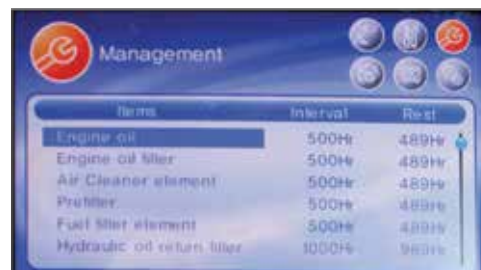 Management
Items Interval Rest
Engine oil 500Hr 489Hr
Engine oil filter 500Hr 489Hr
Air Cleaner element 500Hr 489Hr
Prefilter 500Hr 489Hr
Fuel filter element 500Hr 489Hr
Hydraulic oil return filter 1000Hr 989Hr